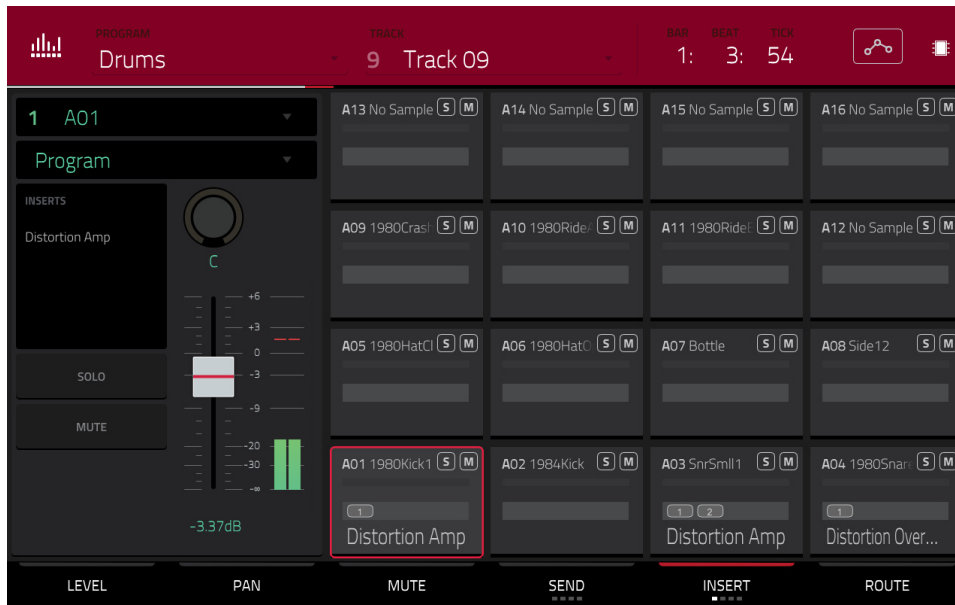 PROGRAM
Drums
TRACK
9 Track 09
BAR BEAT TICK
1: 3: 54
1 A01
Program
INSERTS
Distortion Amp
C
+6
+3
0
-3
-9
-20
-30
-∞
-3.37dB
SOLO
MUTE
A13 No Sample S M
A14 No Sample S M
A15 No Sample S M
A16 No Sample S M
A09 1980Crash S M
A10 1980RideA S M
A11 1980RideB S M
A12 No Sample S M
A05 1980HatCl S M
A06 1980HatO S M
A07 Bottle S M
A08 Side12 S M
A01 1980Kick1 S M
1
Distortion Amp
A02 1984Kick S M
A03 SnrSmll1 S M
1 2
Distortion Amp
A04 1980Snare S M
1
Distortion Over...
LEVEL PAN MUTE SEND INSERT ROUTE